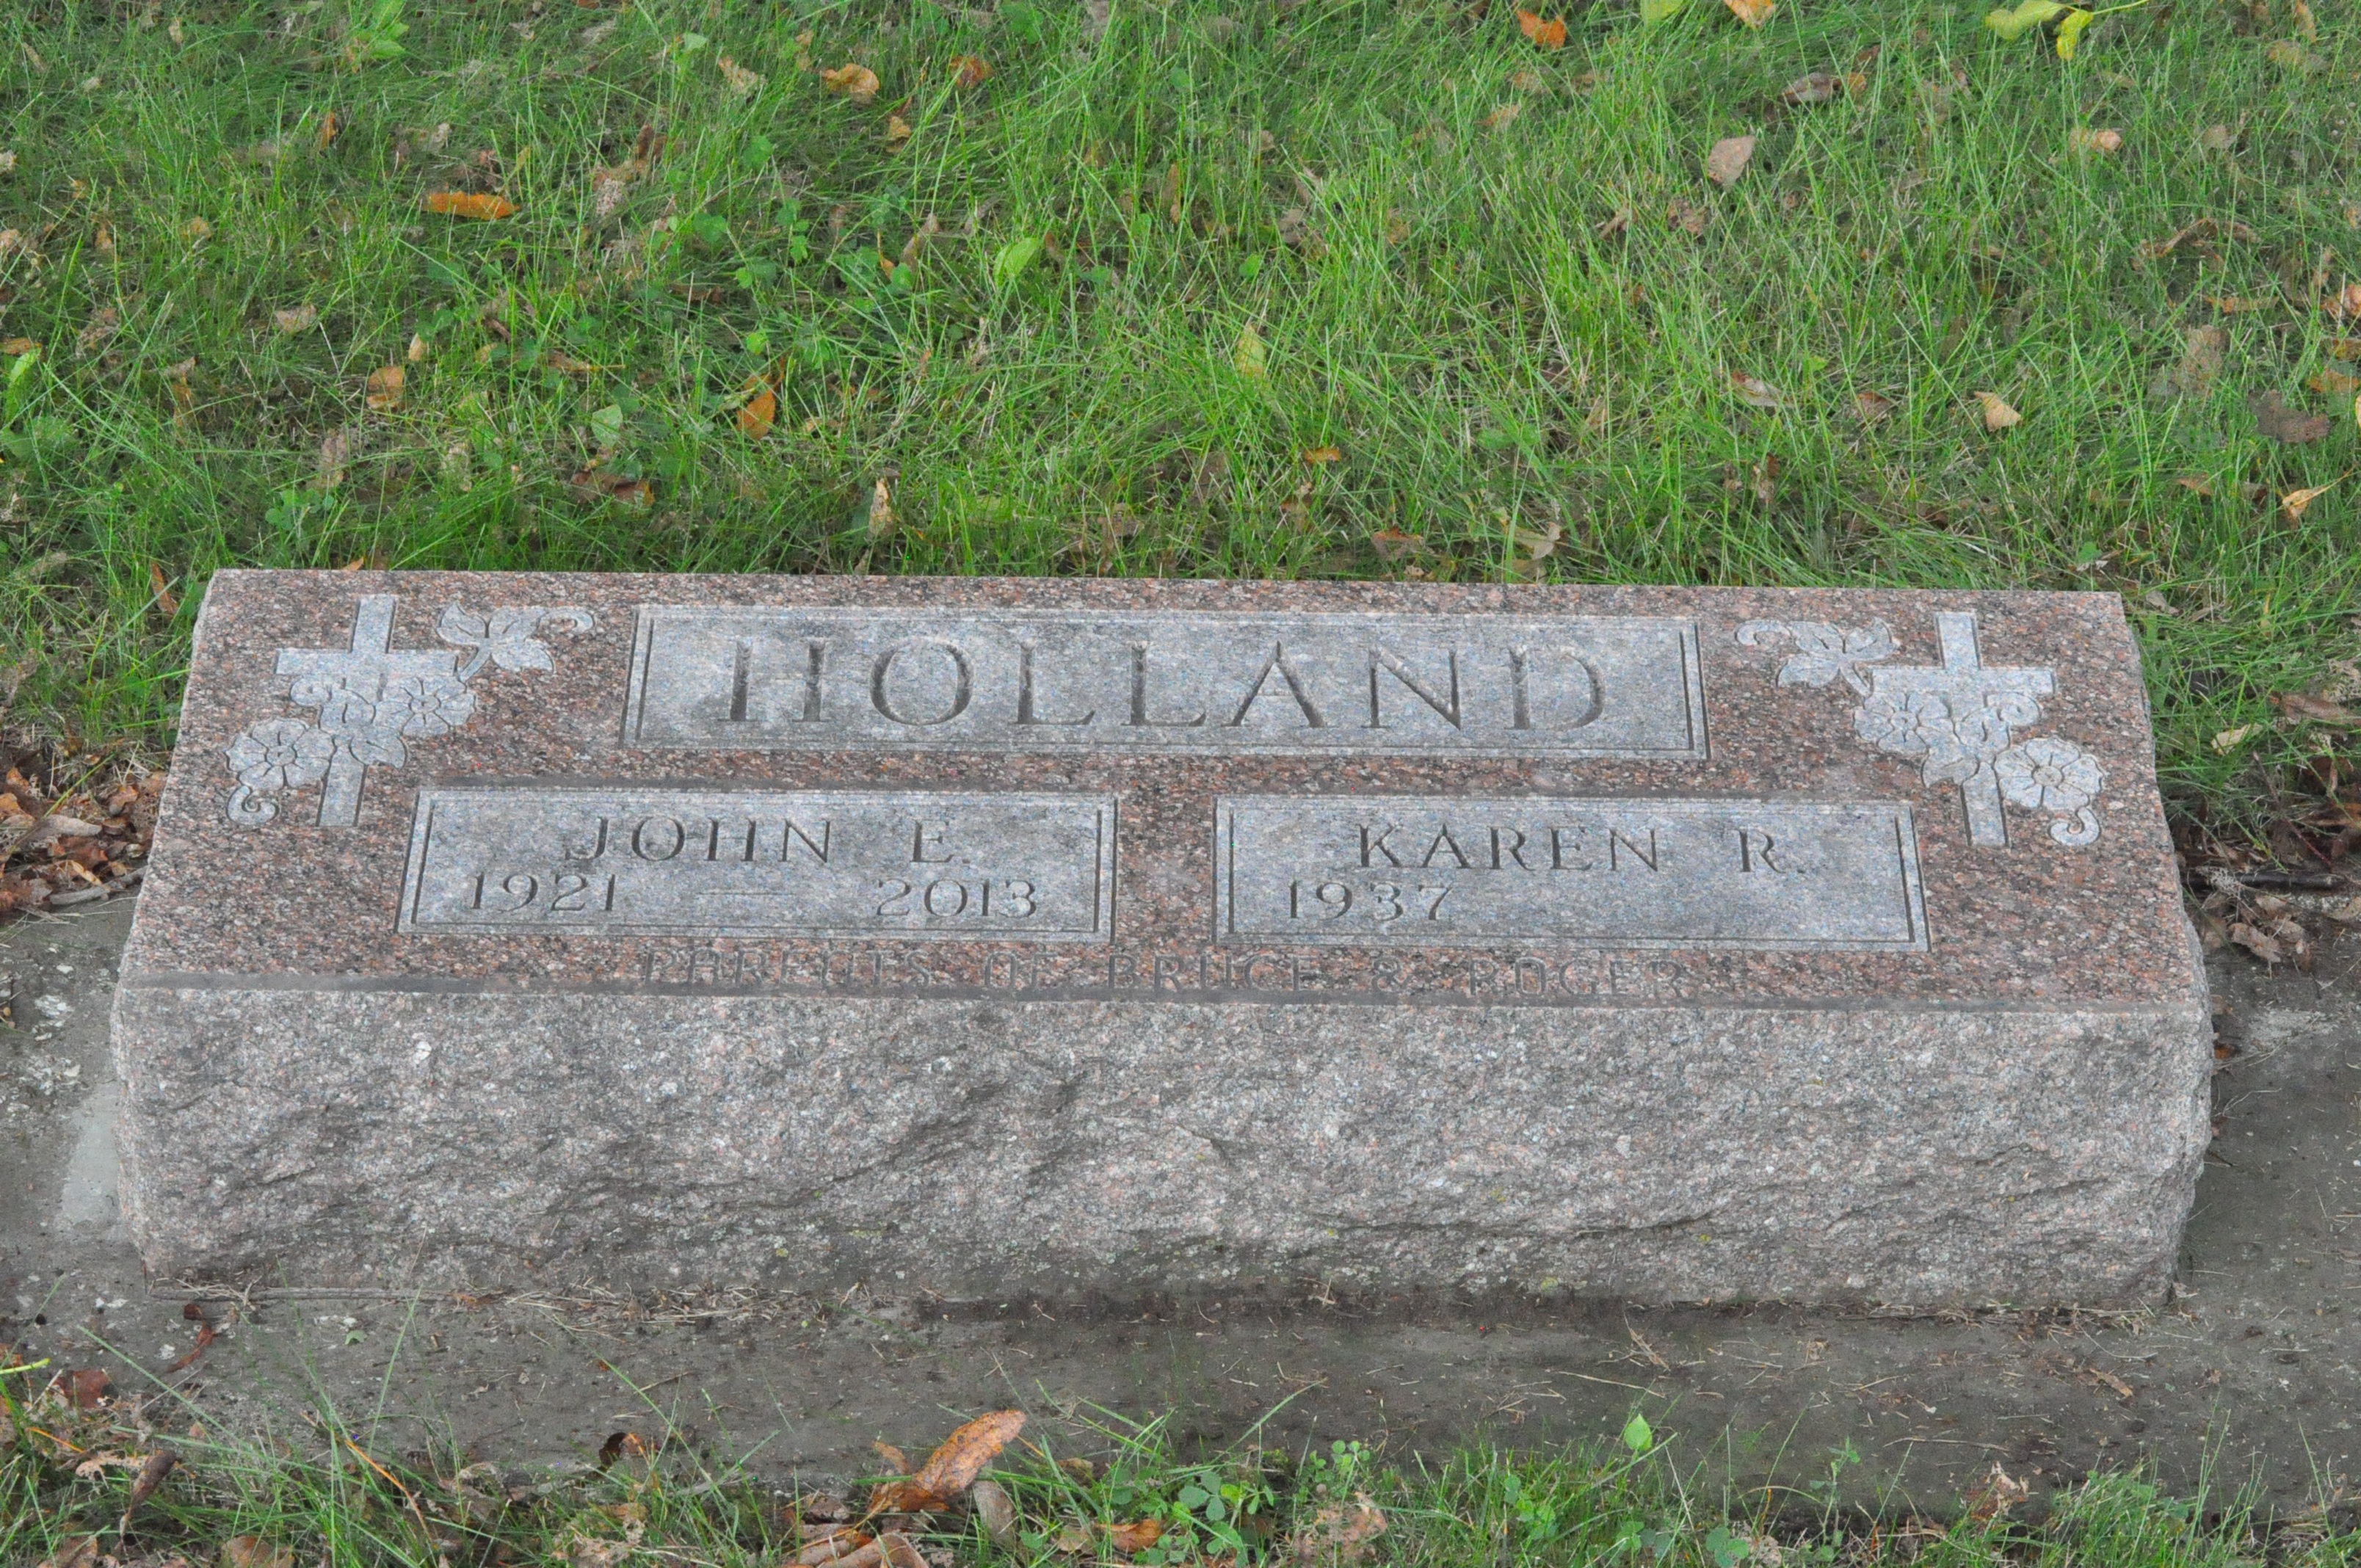 HOLLAND
JOHN E.
1921 — 2013
KAREN R.
1937
PARENTS OF BRUCE & ROGER